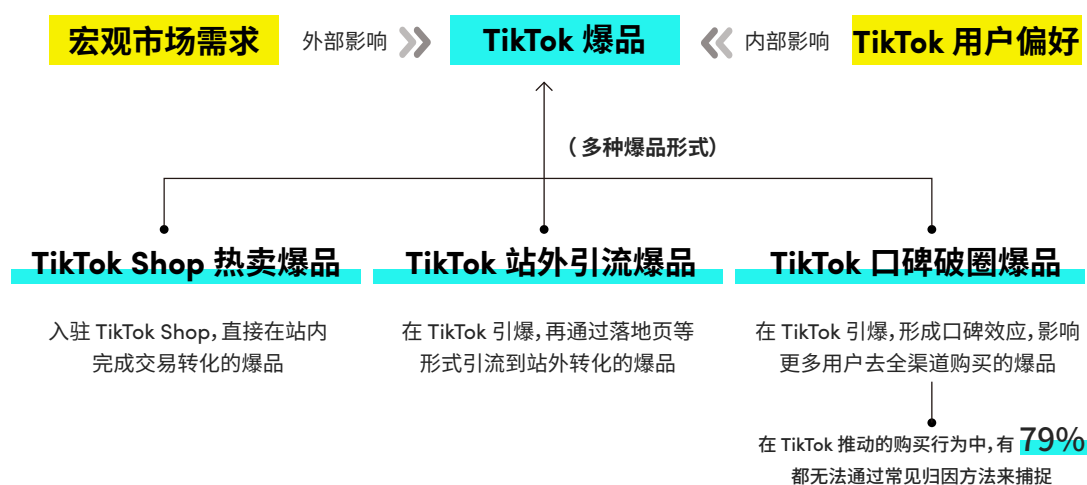 宏观市场需求 外部影响 TikTok 爆品 内部影响 TikTok 用户偏好
（多种爆品形式）
TikTok Shop 热卖爆品 TikTok 站外引流爆品 TikTok 口碑破圈爆品
入驻 TikTok Shop，直接在站内
完成交易转化的爆品
在 TikTok 引爆，再通过落地页等
形式引流到站外转化的爆品
在 TikTok 引爆，形成口碑效应，影响
更多用户去全渠道购买的爆品
在 TikTok 推动的购买行为中，有 79%
都无法通过常见归因方法来捕捉